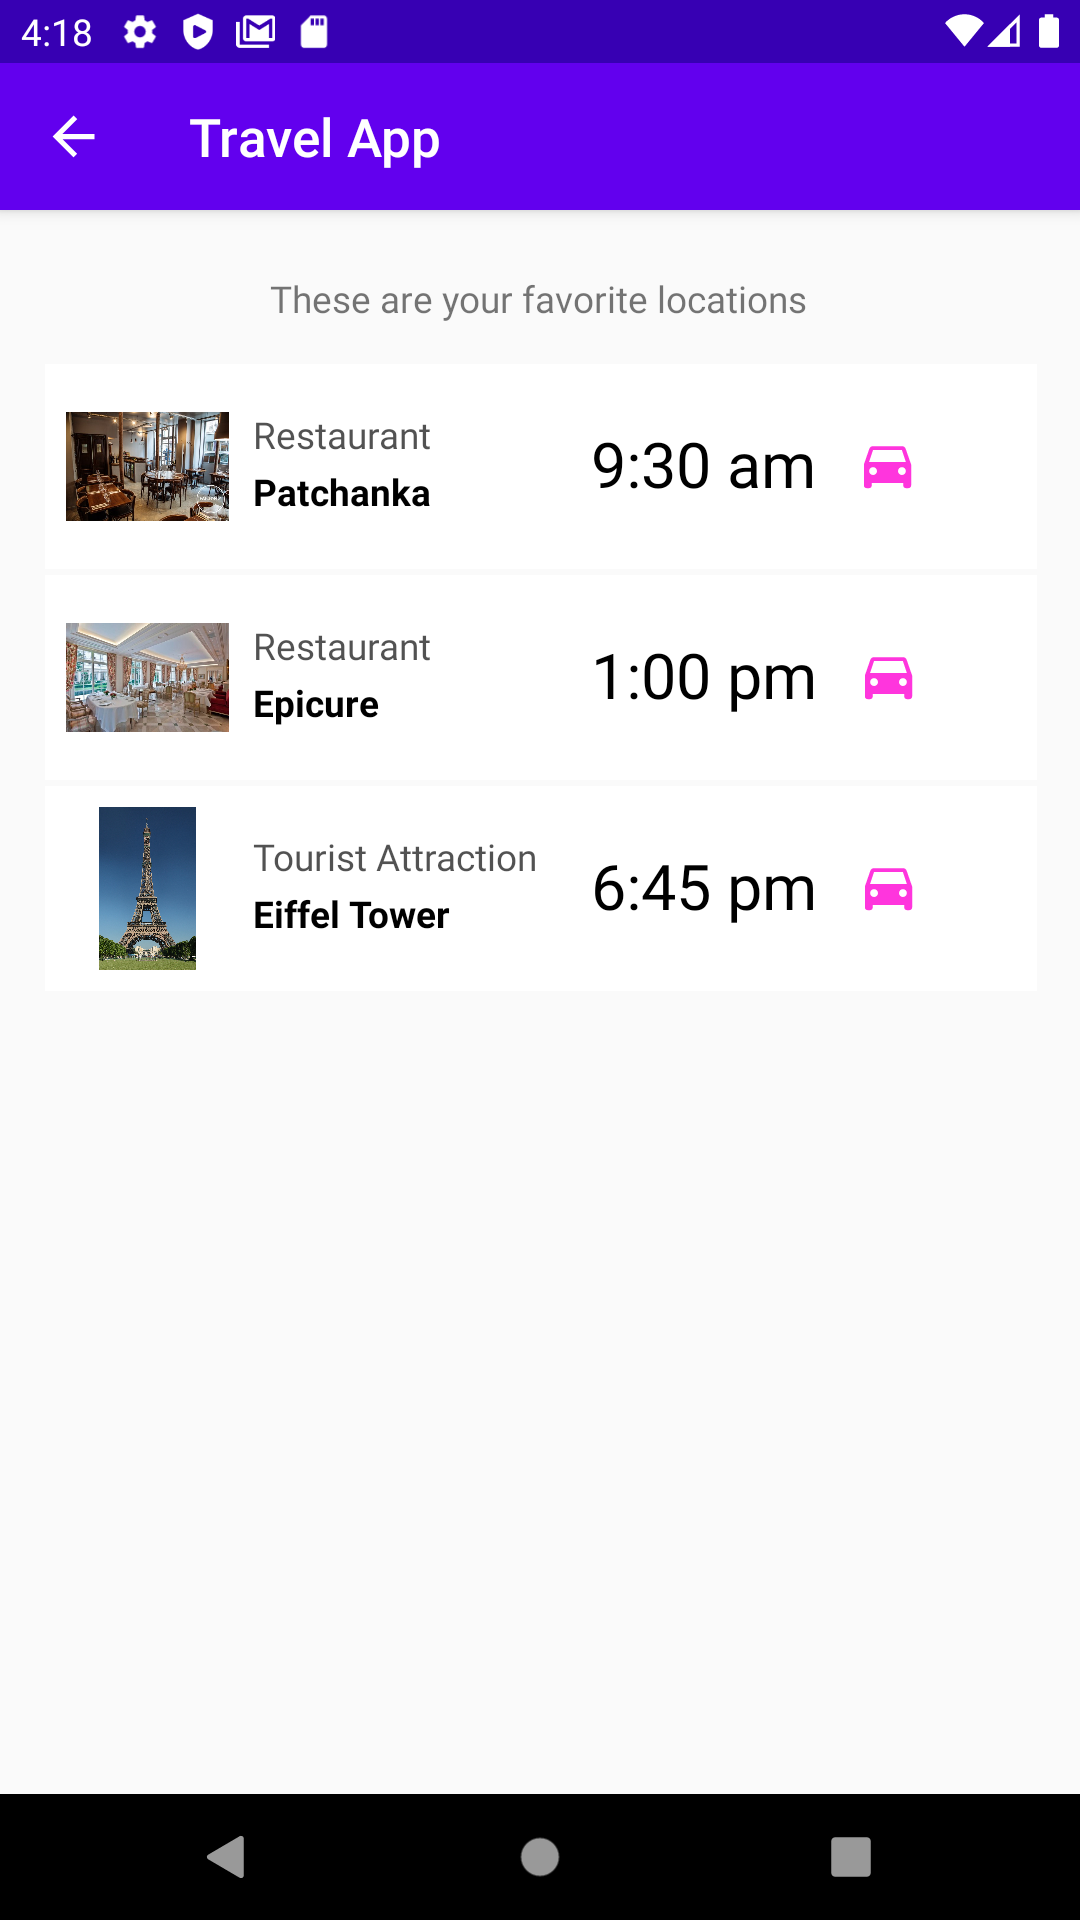 4:18
Travel App
These are your favorite locations
Restaurant
Patchanka
9:30 am
Restaurant
Epicure
1:00 pm
Tourist Attraction
Eiffel Tower
6:45 pm